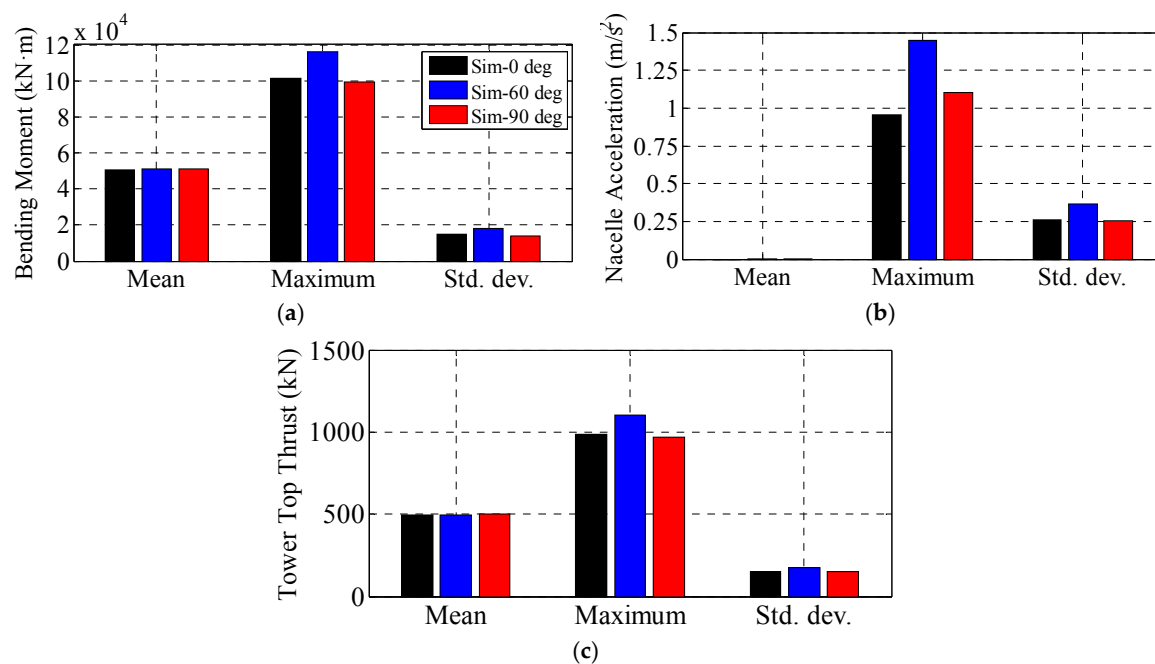 x 10⁴
Bending Moment (kN·m)
12
10
8
6
4
2
0
Sim-0 deg
Sim-60 deg
Sim-90 deg
Mean Maximum Std. dev.
(a)
Nacelle Acceleration (m/s²)
1.5
1.25
1
0.75
0.5
0.25
0
Mean Maximum Std. dev.
(b)
Tower Top Thrust (kN)
1500
1000
500
0
Mean Maximum Std. dev.
(c)